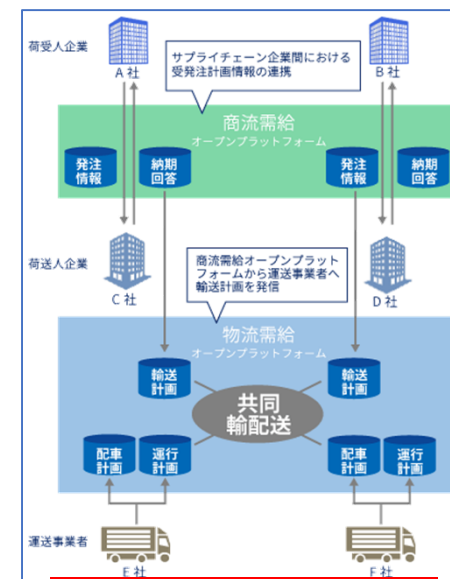 荷受人企業
A 社
B 社
サプライチェーン企業間における
受発注計画情報の連携
商流需給
オープンプラットフォーム
発注
情報
納期
回答
発注
情報
納期
回答
荷送人企業
C 社
D 社
商流需給オープンプラット
フォームから運送事業者へ
輸送計画を発信
物流需給
オープンプラットフォーム
輸送
計画
輸送
計画
共同
輸配送
配車
計画
運行
計画
配車
計画
運行
計画
運送事業者
E 社
F 社